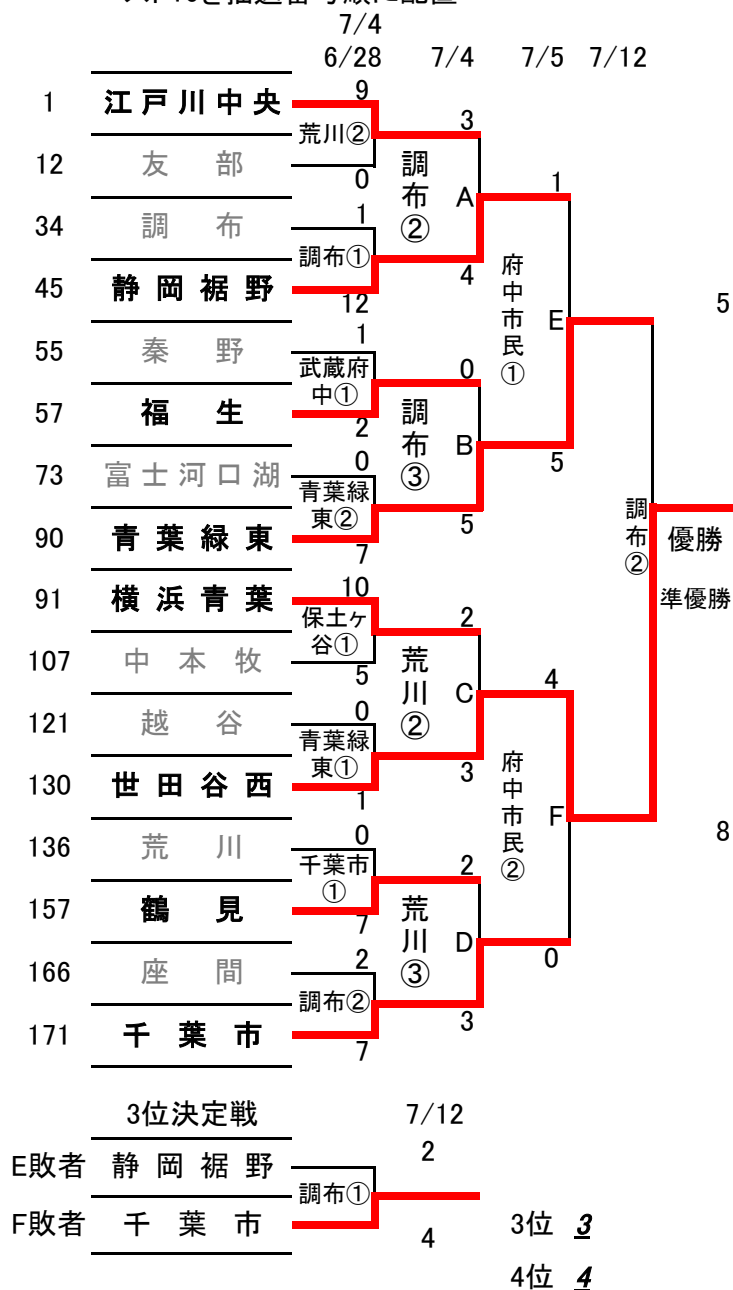 7/4
6/28 7/4 7/5 7/12
1 江戸川中央 9
荒川②
12 友部 0
3
調布② A
4
34 調布 1
調布①
45 静岡裾野 12
1
府中市民① E
5
55 秦野 1
武蔵府中①
57 福生 2
0
調布③ B
5
73 富士河口湖 0
青葉緑東②
90 青葉緑東 7
5
調布② 優勝
準優勝
8
91 横浜青葉 10
保土ヶ谷①
107 中本牧 5
2
荒川② C
3
121 越谷 0
青葉緑東①
130 世田谷西 1
4
府中市民② F
0
136 荒川 0
千葉市①
157 鶴見 7
2
荒川③ D
3
166 座間 2
調布②
171 千葉市 7
3位決定戦 7/12
E敗者 静岡裾野 2
調布①
F敗者 千葉市 4
3位 3
4位 4